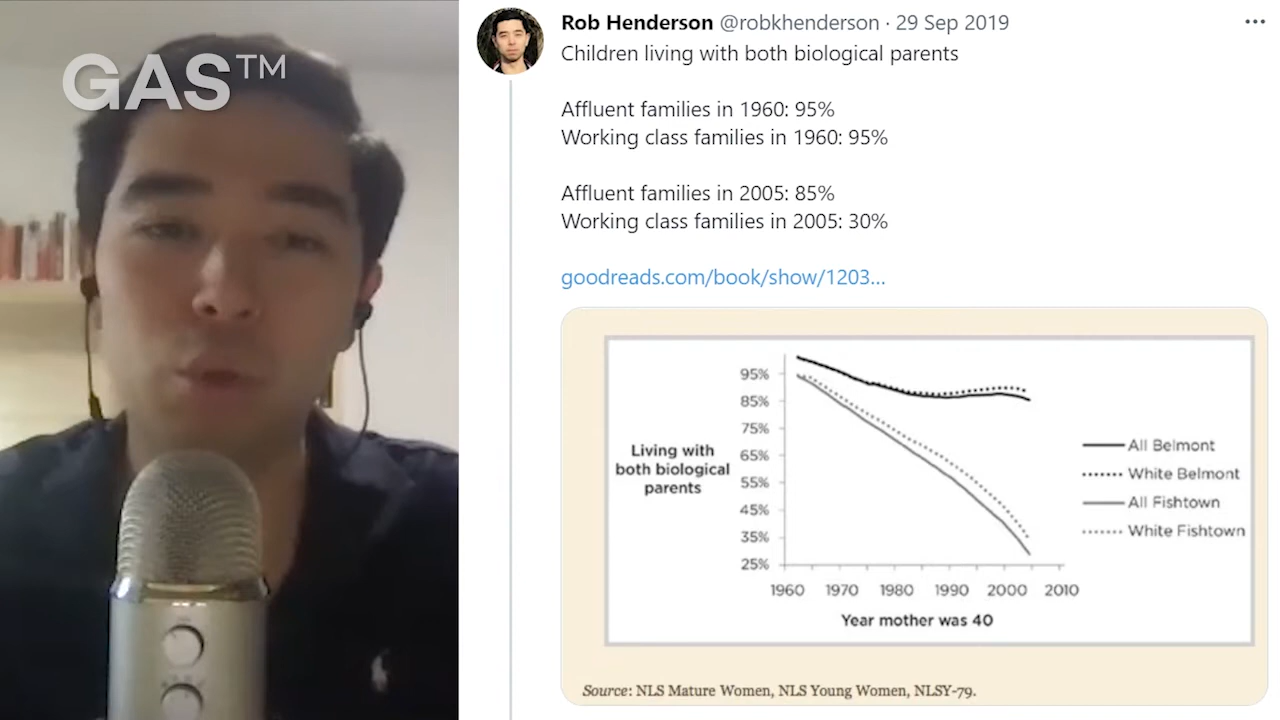 GAS™
Rob Henderson @robkhenderson · 29 Sep 2019
Children living with both biological parents
Affluent families in 1960: 95%
Working class families in 1960: 95%
Affluent families in 2005: 85%
Working class families in 2005: 30%
goodreads.com/book/show/1203...
95%
85%
75%
65%
55%
45%
35%
25%
Living with
both biological
parents
1960 1970 1980 1990 2000 2010
Year mother was 40
All Belmont
White Belmont
All Fishtown
White Fishtown
Source: NLS Mature Women, NLS Young Women, NLSY-79.